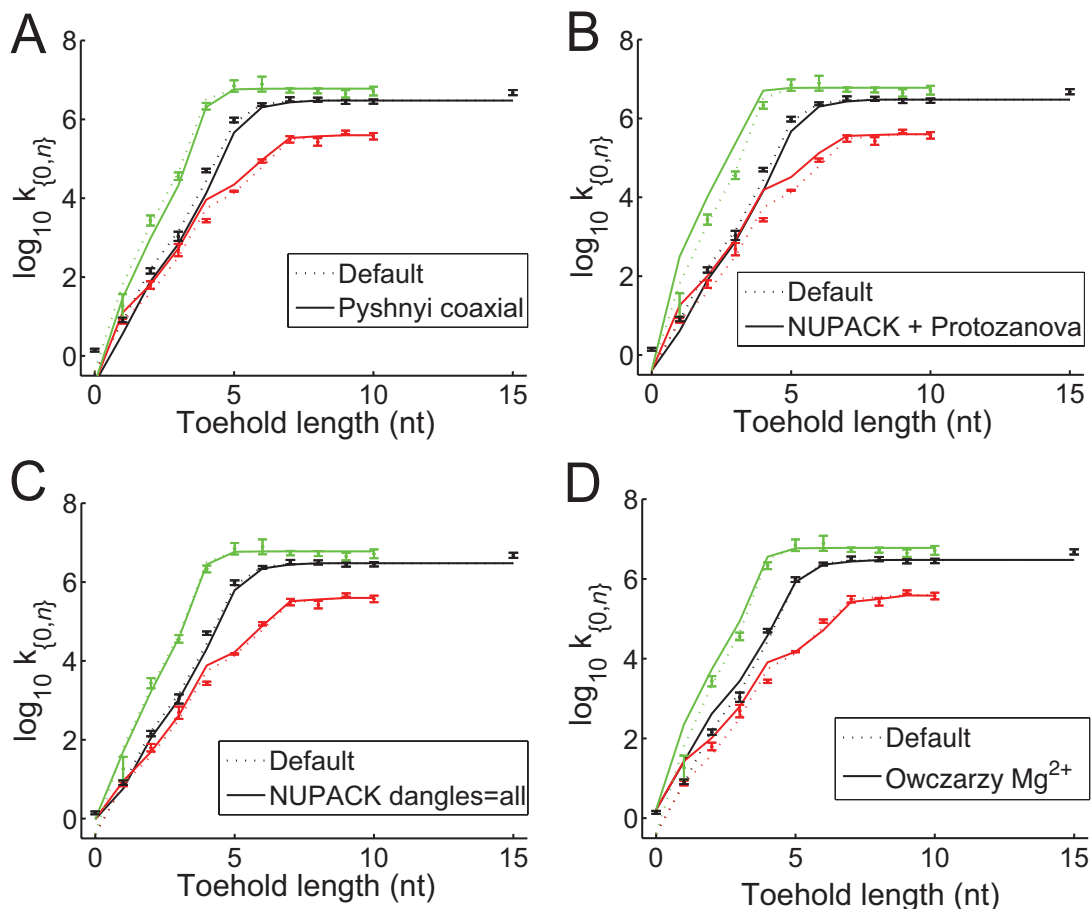 A
8
6
4
2
0
log10 k{0,n}
Default
Pyshnyi coaxial
0 5 10 15
Toehold length (nt)
B
8
6
4
2
0
log10 k{0,n}
Default
NUPACK + Protozanova
0 5 10 15
Toehold length (nt)
C
8
6
4
2
0
log10 k{0,n}
Default
NUPACK dangles=all
0 5 10 15
Toehold length (nt)
D
8
6
4
2
0
log10 k{0,n}
Default
Owczarzy Mg2+
0 5 10 15
Toehold length (nt)